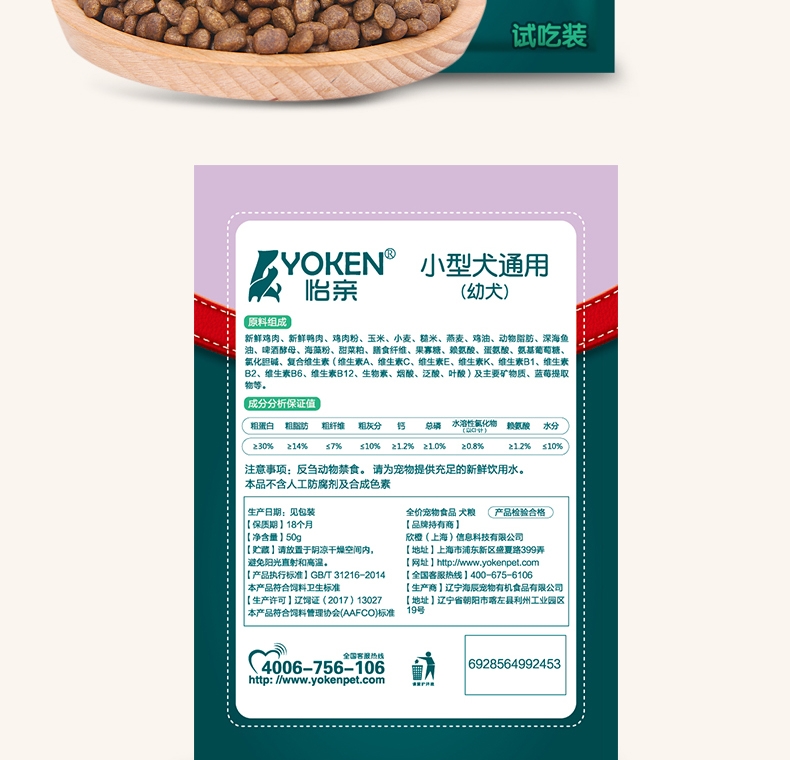 试吃装
YOKEN®
怡亲
小型犬通用
（幼犬）
原料组成
新鲜鸡肉、新鲜鸭肉、鸡肉粉、玉米、小麦、糙米、燕麦、鸡油、动物脂肪、深海鱼
油、啤酒酵母、海藻粉、甜菜粕、膳食纤维、果寡糖、赖氨酸、蛋氨酸、氨基葡萄糖、
氯化胆碱、复合维生素（维生素A、维生素C、维生素E、维生素K、维生素B1、维生素
B2、维生素B6、维生素B12、生物素、烟酸、泛酸、叶酸）及主要矿物质、蓝莓提取
物等。
成分分析保证值
粗蛋白 粗脂肪 粗纤维 粗灰分 钙 总磷 水溶性氯化物 赖氨酸 水分
（以Cl⁻计）
≥30% ≥14% ≤7% ≤10% ≥1.2% ≥1.0% ≥0.8% ≥1.2% ≤10%
注意事项：反刍动物禁食。请为宠物提供充足的新鲜饮用水。
本品不含人工防腐剂及合成色素
生产日期：见包装
【保质期】18个月
【净含量】50g
【贮藏】请放置于阴凉干燥空间内，
避免阳光直射和高温。
【产品执行标准】GB/T 31216-2014
本产品符合饲料卫生标准
【生产许可】辽饲证（2017）13027
本产品符合饲料管理协会(AAFCO)标准
全价宠物食品 犬粮 产品检验合格
【品牌持有商】
欣橙（上海）信息科技有限公司
【地址】上海市浦东新区盛夏路399弄
【网址】http://www.yokenpet.com
【全国客服热线】400-675-6106
【生产商】辽宁海辰宠物有机食品有限公司
【地址】辽宁省朝阳市喀左县利州工业园区
19号
全国客服热线
4006-756-106
http: //www.yokenpet.com
6928564992453